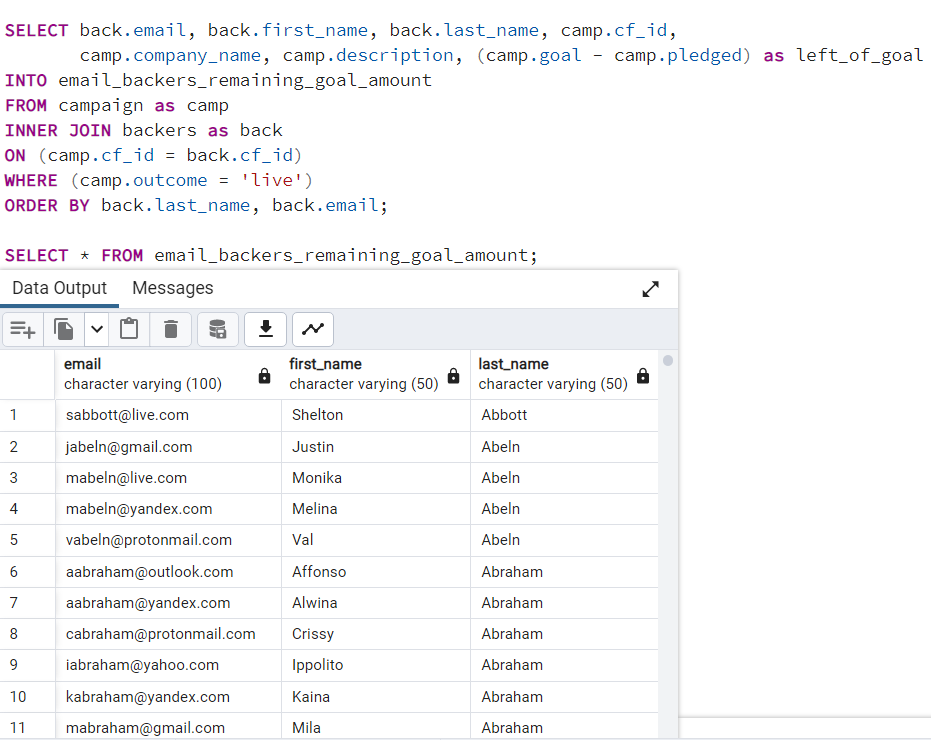 SELECT back.email, back.first_name, back.last_name, camp.cf_id,
camp.company_name, camp.description, (camp.goal - camp.pledged) as left_of_goal
INTO email_backers_remaining_goal_amount
FROM campaign as camp
INNER JOIN backers as back
ON (camp.cf_id = back.cf_id)
WHERE (camp.outcome = 'live')
ORDER BY back.last_name, back.email;
SELECT * FROM email_backers_remaining_goal_amount;
Data Output Messages
email first_name last_name
character varying (100) character varying (50) character varying (50)
1 sabbott@live.com Shelton Abbott
2 jabeln@gmail.com Justin Abeln
3 mabeln@live.com Monika Abeln
4 mabeln@yandex.com Melina Abeln
5 vabeln@protonmail.com Val Abeln
6 aabraham@outlook.com Affonso Abraham
7 aabraham@yandex.com Alwina Abraham
8 cabraham@protonmail.com Crissy Abraham
9 iabraham@yahoo.com Ippolito Abraham
10 kabraham@yandex.com Kaina Abraham
11 mabraham@gmail.com Mila Abraham